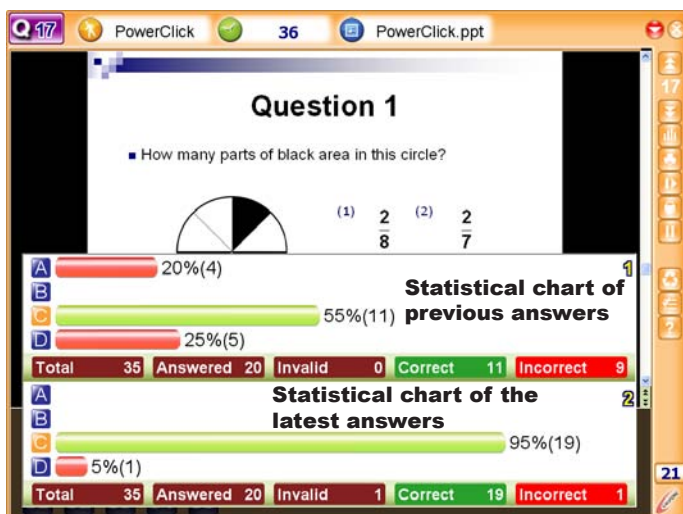 Q 17 PowerClick 36 PowerClick.ppt
17
Question 1
How many parts of black area in this circle?
(1) 2/8 (2) 2/7
A 20%(4) 1
B
C 55%(11)
D 25%(5)
Statistical chart of
previous answers
Total 35 Answered 20 Invalid 0 Correct 11 Incorrect 9
A 2
B
C 95%(19)
D 5%(1)
Statistical chart of the
latest answers
Total 35 Answered 20 Invalid 1 Correct 19 Incorrect 1
21